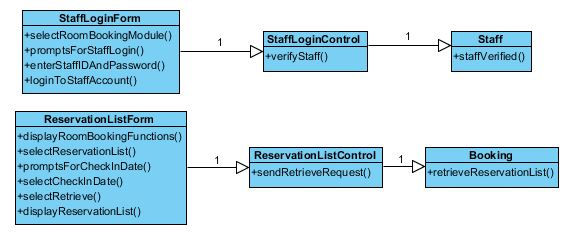 StaffLoginForm
+selectRoomBookingModule()
+promptsForStaffLogin()
+enterStaffIDAndPassword()
+loginToStaffAccount()
1
StaffLoginControl
+verifyStaff()
1
Staff
+staffVerified()
ReservationListForm
+displayRoomBookingFunctions()
+selectReservationList()
+promptsForCheckInDate()
+selectCheckInDate()
+selectRetrieve()
+displayReservationList()
1
ReservationListControl
+sendRetrieveRequest()
1
Booking
+retrieveReservationList()